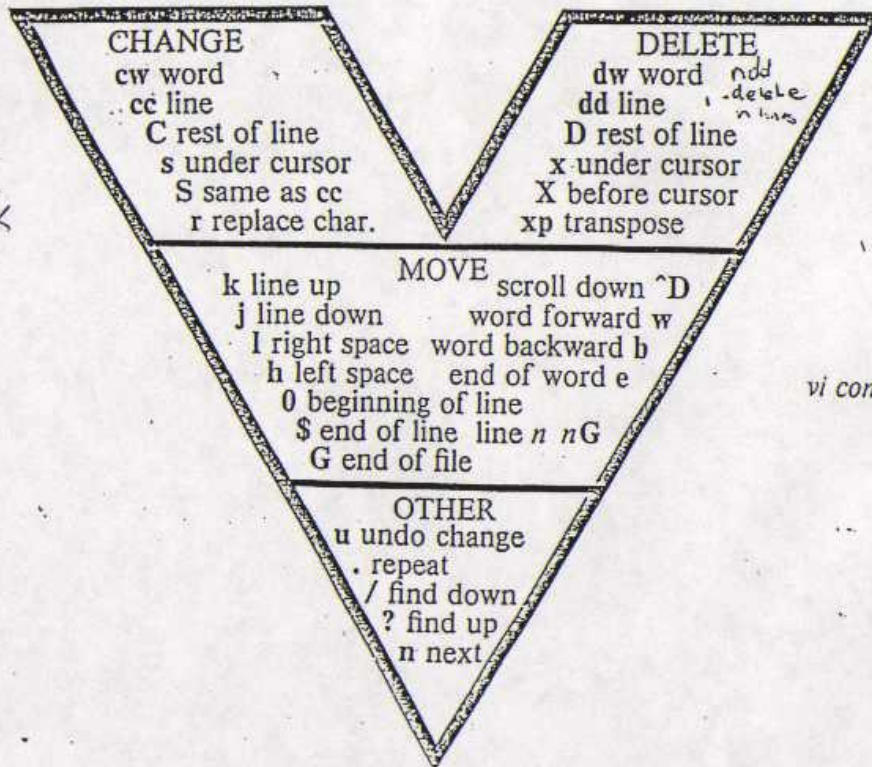 CHANGE
cw word
cc line
C rest of line
s under cursor
S same as cc
r replace char.
DELETE
dw word
dd line
D rest of line
x under cursor
X before cursor
xp transpose
ndd
delete
n lines
MOVE
k line up scroll down ^D
j line down word forward w
l right space word backward b
h left space end of word e
0 beginning of line
$ end of line line n nG
G end of file
vi con
OTHER
u undo change
. repeat
/ find down
? find up
n next